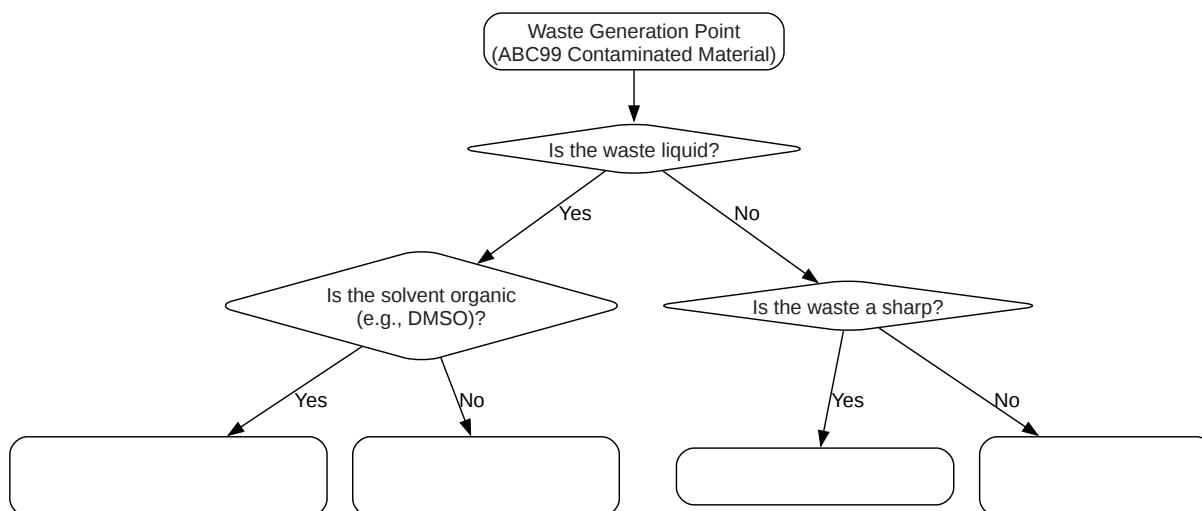 Waste Generation Point
(ABC99 Contaminated Material)
Is the waste liquid?
Yes
No
Is the solvent organic
(e.g., DMSO)?
Is the waste a sharp?
Yes
No
Yes
No